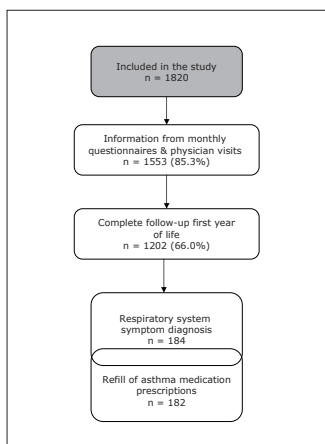 Included in the study
n = 1820
Information from monthly
questionnaires & physician visits
n = 1553 (85.3%)
Complete follow-up first year
of life
n = 1202 (66.0%)
Respiratory system
symptom diagnosis
n = 184
Refill of asthma medication
prescriptions
n = 182